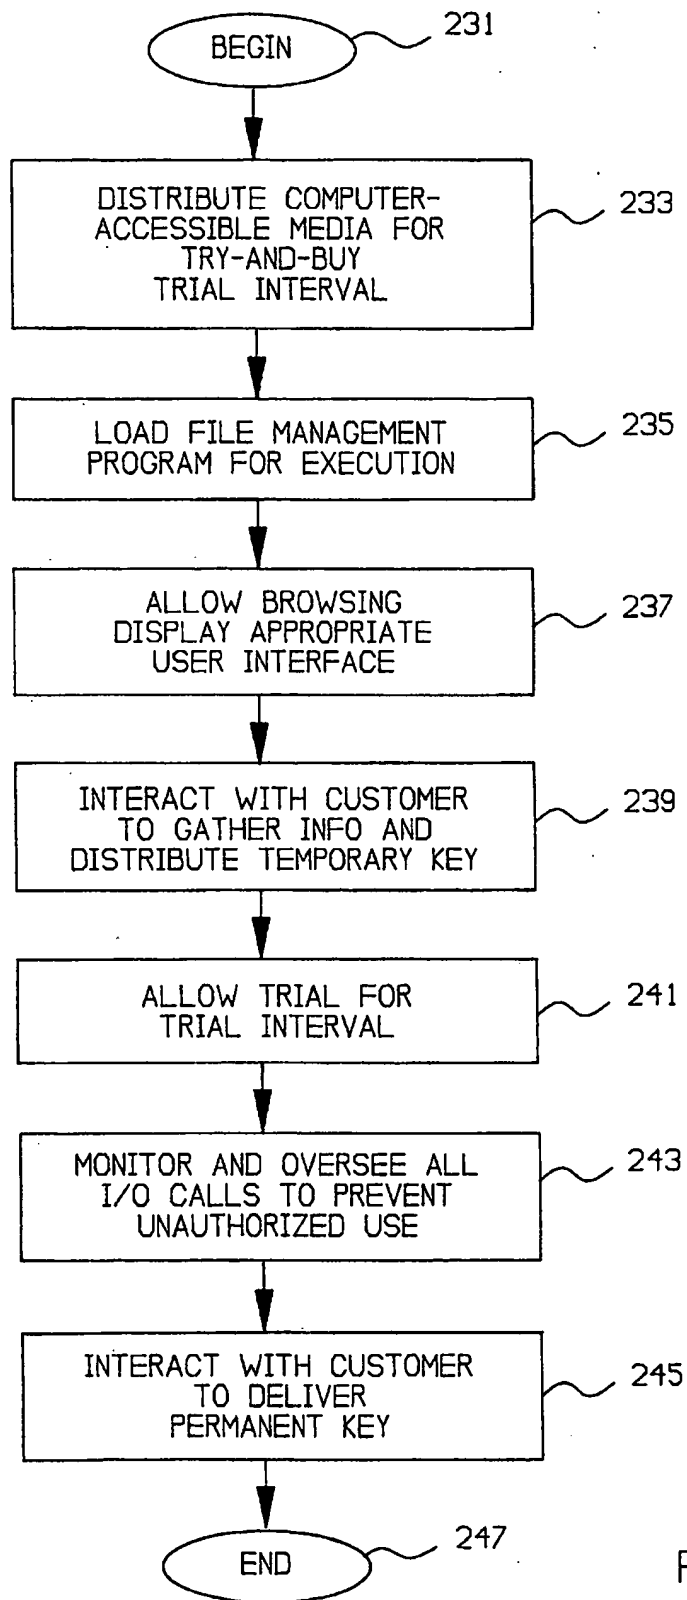 BEGIN
231
DISTRIBUTE COMPUTER-
ACCESSIBLE MEDIA FOR
TRY-AND-BUY
TRIAL INTERVAL
233
LOAD FILE MANAGEMENT
PROGRAM FOR EXECUTION
235
ALLOW BROWSING
DISPLAY APPROPRIATE
USER INTERFACE
237
INTERACT WITH CUSTOMER
TO GATHER INFO AND
DISTRIBUTE TEMPORARY KEY
239
ALLOW TRIAL FOR
TRIAL INTERVAL
241
MONITOR AND OVERSEE ALL
I/O CALLS TO PREVENT
UNAUTHORIZED USE
243
INTERACT WITH CUSTOMER
TO DELIVER
PERMANENT KEY
245
END
247